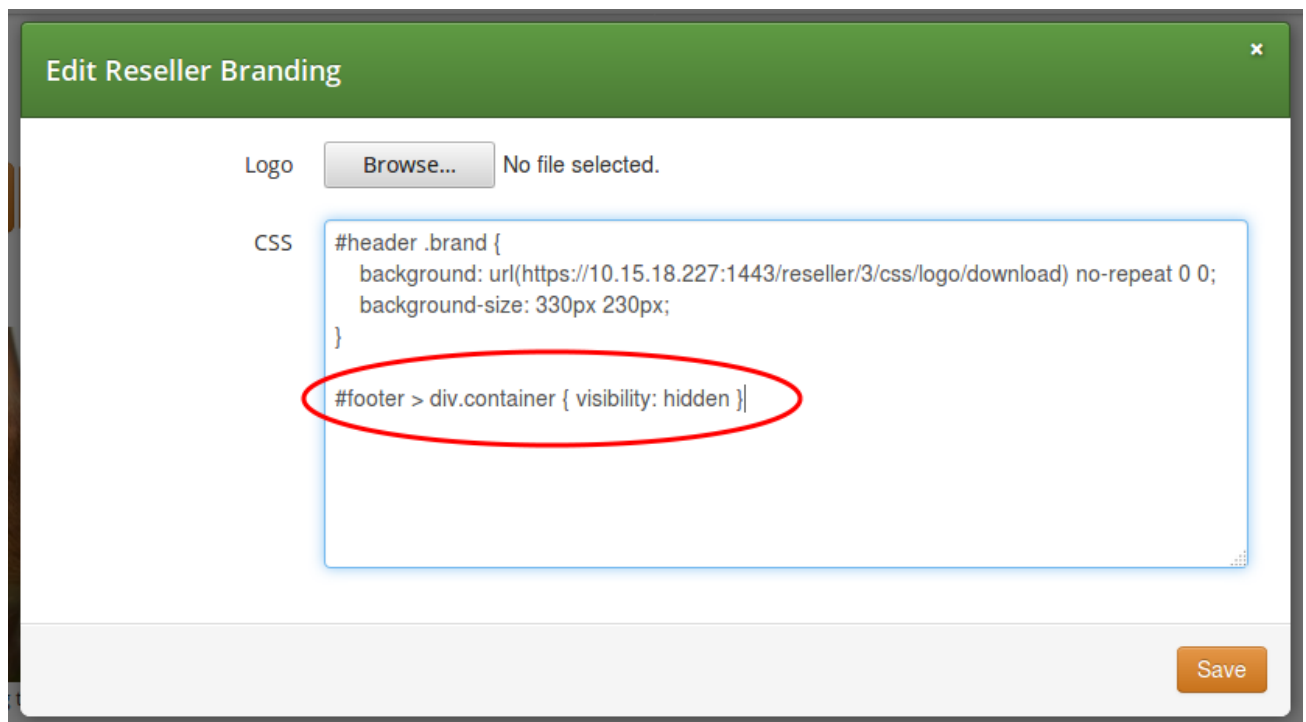 Edit Reseller Branding
×
Logo Browse... No file selected.
CSS
#header .brand {
    background: url(https://10.15.18.227:1443/reseller/3/css/logo/download) no-repeat 0 0;
    background-size: 330px 230px;
}
#footer > div.container { visibility: hidden }
Save